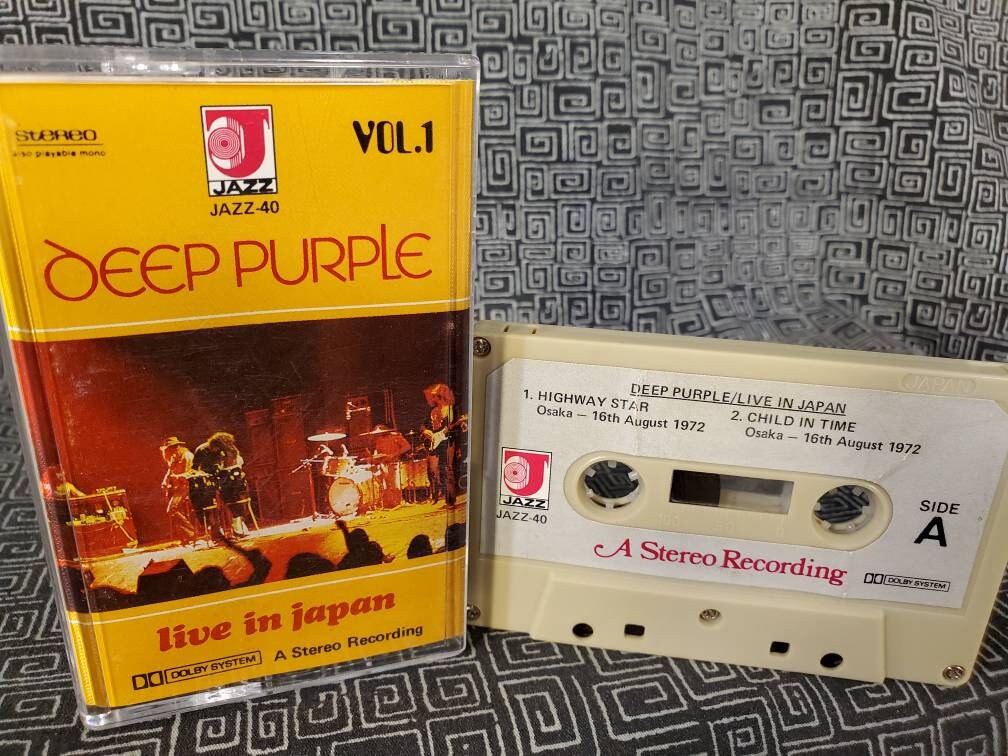 stereo
also playable mono
JAZZ
JAZZ-40
VOL.1
DEEP PURPLE
live in japan
DOLBY SYSTEM
A Stereo Recording
JAPAN
DEEP PURPLE/LIVE IN JAPAN
1. HIGHWAY STAR
Osaka — 16th August 1972
2. CHILD IN TIME
Osaka — 16th August 1972
JAZZ
JAZZ-40
SIDE
A
A Stereo Recording
DOLBY SYSTEM